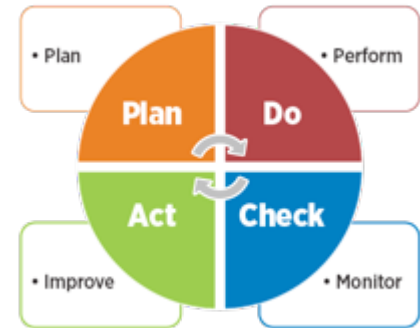 • Plan
• Perform
Plan
Do
Act
Check
• Improve
• Monitor